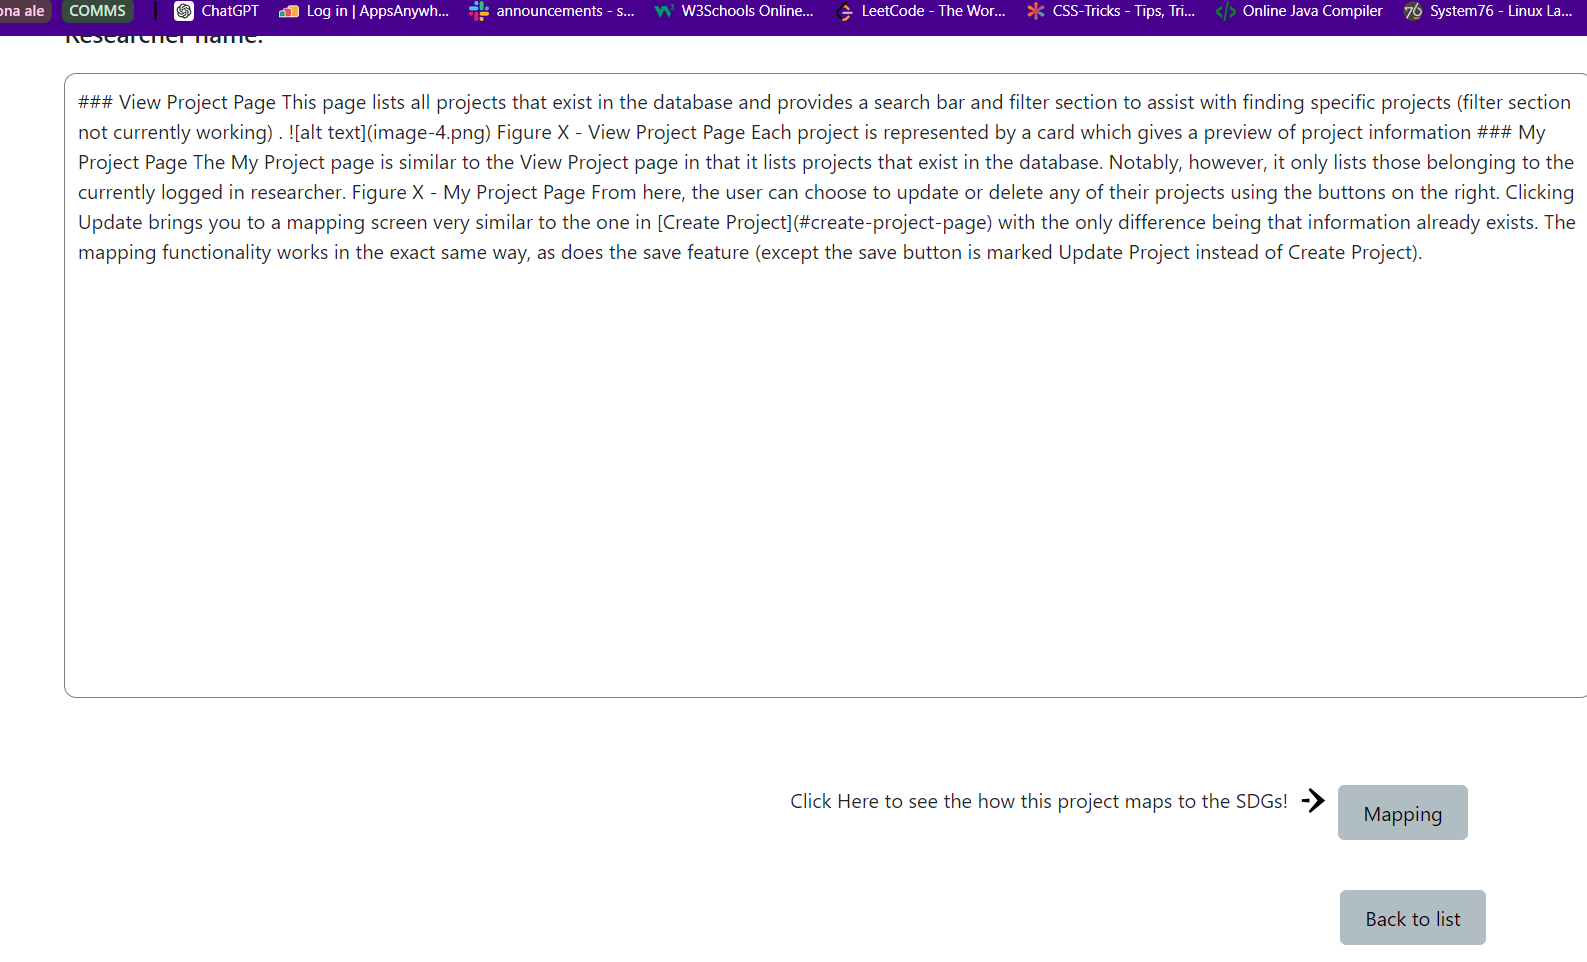 ona ale COMMS ChatGPT Log in | AppsAnywh... announcements - s... W3Schools Online... LeetCode - The Wor... CSS-Tricks - Tips, Tri... Online Java Compiler System76 - Linux La...
Researcher name:
### View Project Page This page lists all projects that exist in the database and provides a search bar and filter section to assist with finding specific projects (filter section
not currently working) . ![alt text](image-4.png) Figure X - View Project Page Each project is represented by a card which gives a preview of project information ### My
Project Page The My Project page is similar to the View Project page in that it lists projects that exist in the database. Notably, however, it only lists those belonging to the
currently logged in researcher. Figure X - My Project Page From here, the user can choose to update or delete any of their projects using the buttons on the right. Clicking
Update brings you to a mapping screen very similar to the one in [Create Project](#create-project-page) with the only difference being that information already exists. The
mapping functionality works in the exact same way, as does the save feature (except the save button is marked Update Project instead of Create Project).
Click Here to see the how this project maps to the SDGs!
Mapping
Back to list